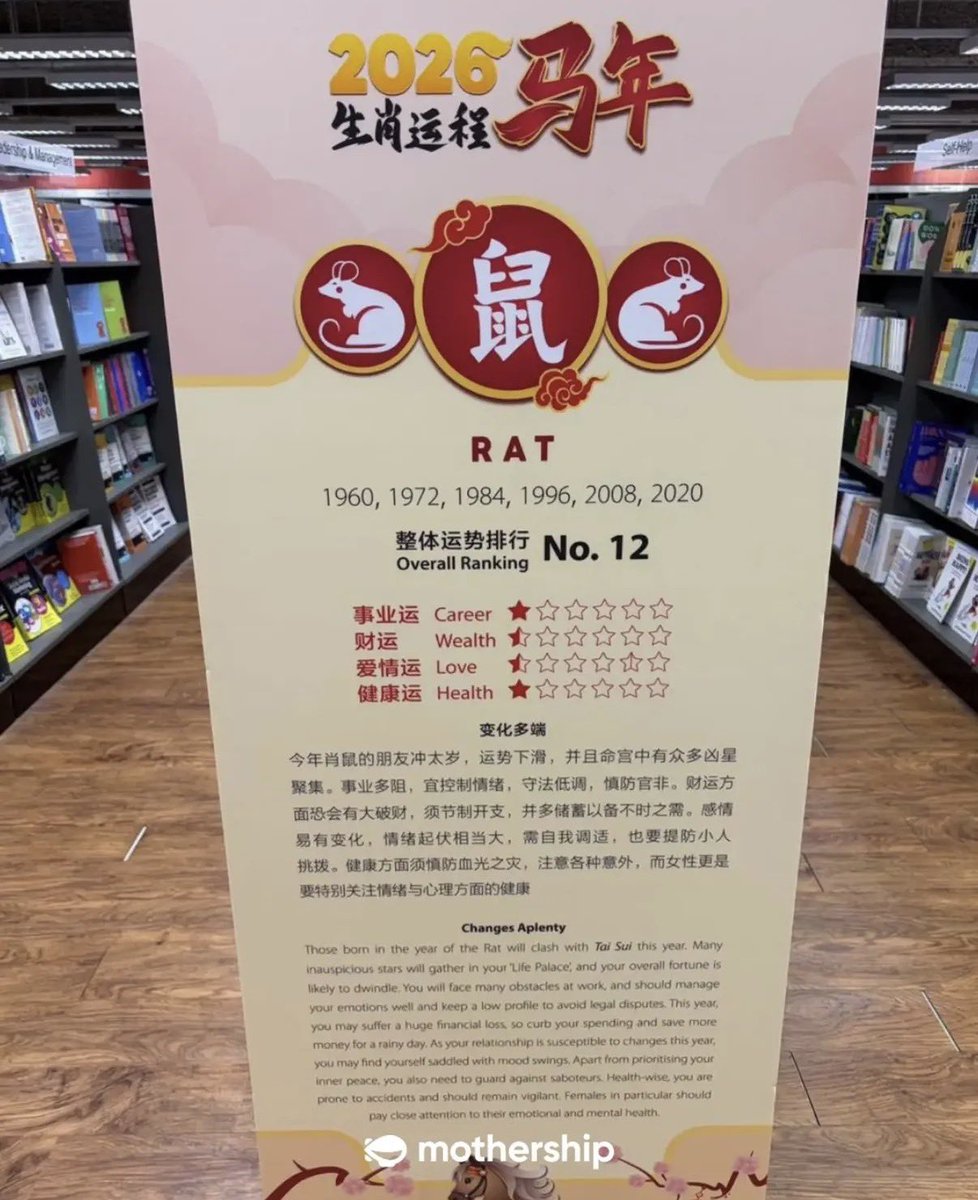 2026 马年
生肖运程
eadership & Management
Self-Help
鼠
RAT
1960, 1972, 1984, 1996, 2008, 2020
整体运势排行 No. 12
Overall Ranking
事业运 Career
财运 Wealth
爱情运 Love
健康运 Health
变化多端
今年肖鼠的朋友冲太岁，运势下滑，并且命宫中有众多凶星
聚集。事业多阻，宜控制情绪，守法低调，慎防官非。财运方
面恐会有大破财，须节制开支，并多储蓄以备不时之需。感情
易有变化，情绪起伏相当大，需自我调适，也要提防小人
挑拨。健康方面须慎防血光之灾，注意各种意外，而女性更是
要特别关注情绪与心理方面的健康
Changes Aplenty
Those born in the year of the Rat will clash with Tai Sui this year. Many
inauspicious stars will gather in your 'Life Palace', and your overall fortune is
likely to dwindle. You will face many obstacles at work, and should manage
your emotions well and keep a low profile to avoid legal disputes. This year,
you may suffer a huge financial loss, so curb your spending and save more
money for a rainy day. As your relationship is susceptible to changes this year,
you may find yourself saddled with mood swings. Apart from prioritising your
inner peace, you also need to guard against saboteurs. Health-wise, you are
prone to accidents and should remain vigilant. Females in particular should
pay close attention to their emotional and mental health.
mothership